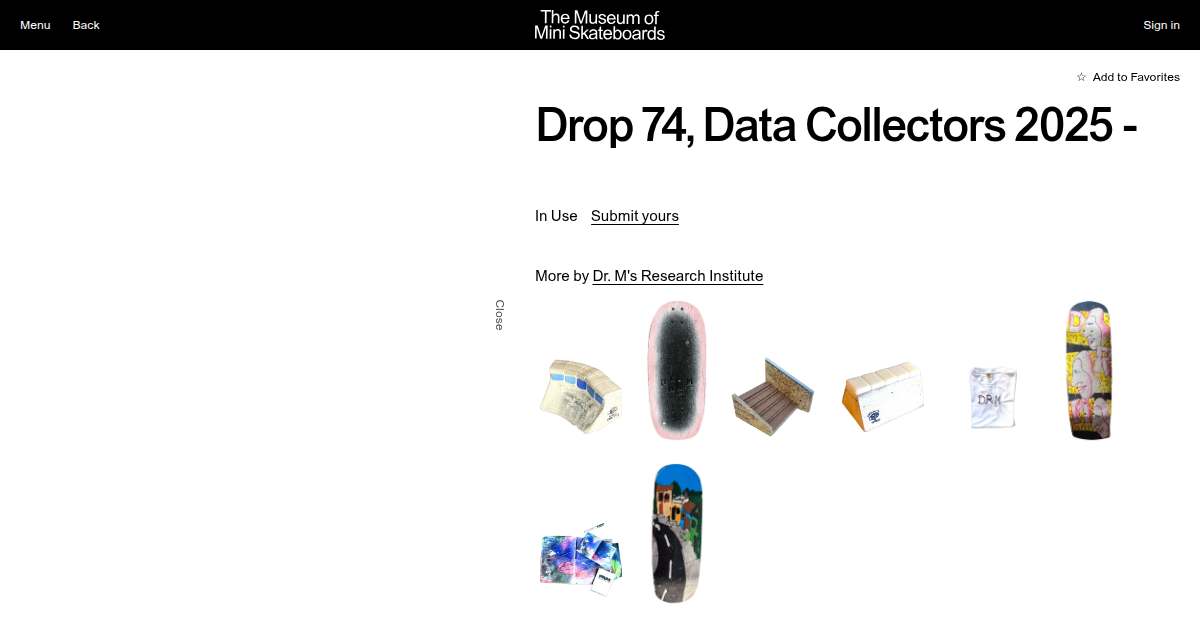 Menu
Back
The Museum of
Mini Skateboards
Sign in
☆ Add to Favorites
Drop 74, Data Collectors 2025 -
In Use Submit yours
More by Dr. M's Research Institute
Close
DRM